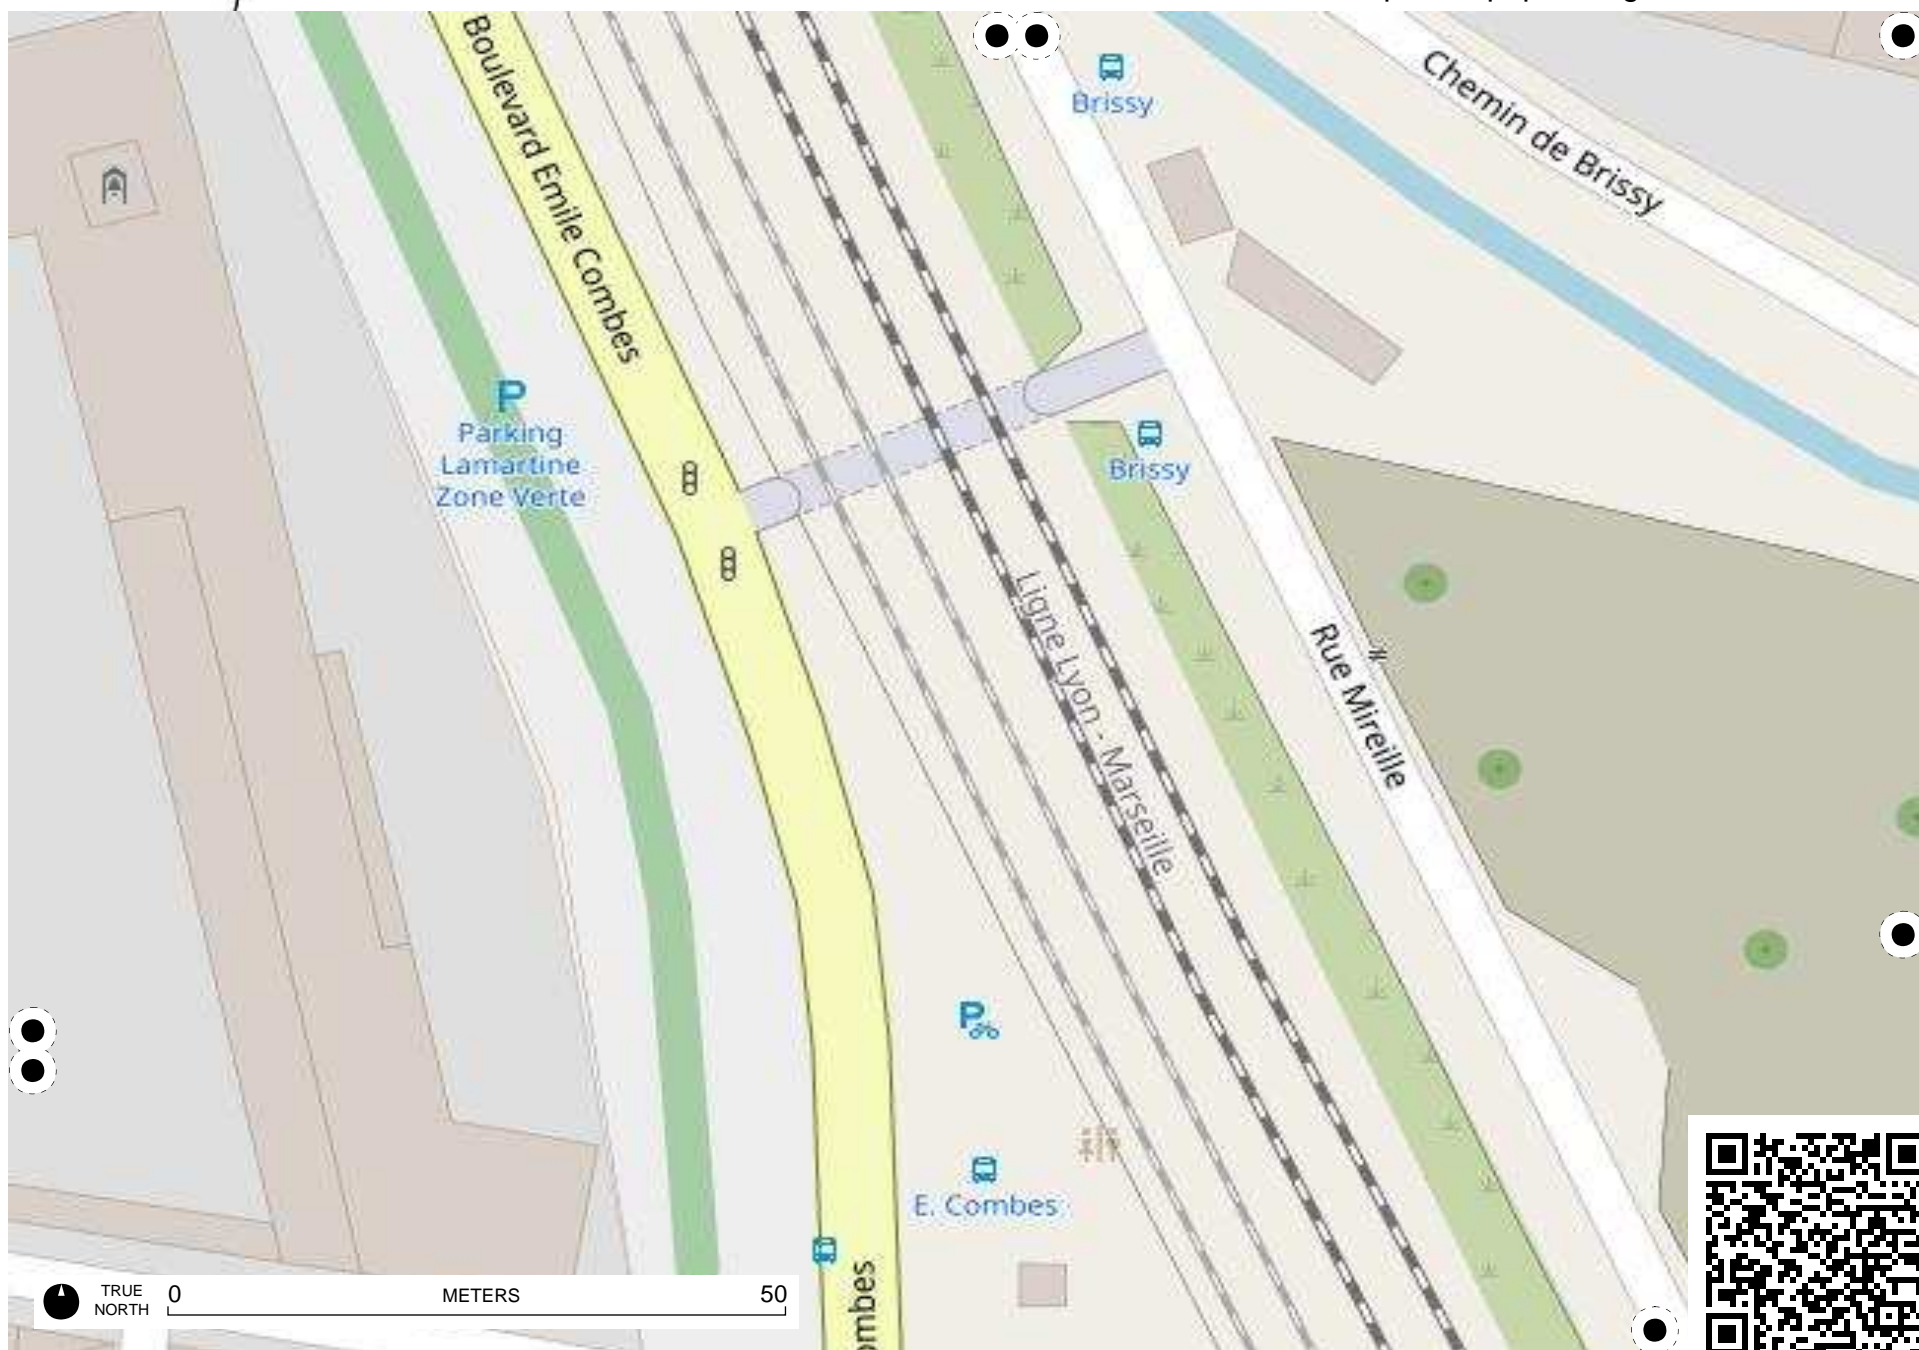 Boulevard Emile Combes
Brissy
Chemin de Brissy
P
Parking
Lamartine
Zone Verte
Brissy
Ligne Lyon - Marseille
Rue Mireille
P
E. Combes
ombes
TRUE
NORTH
0 METERS 50